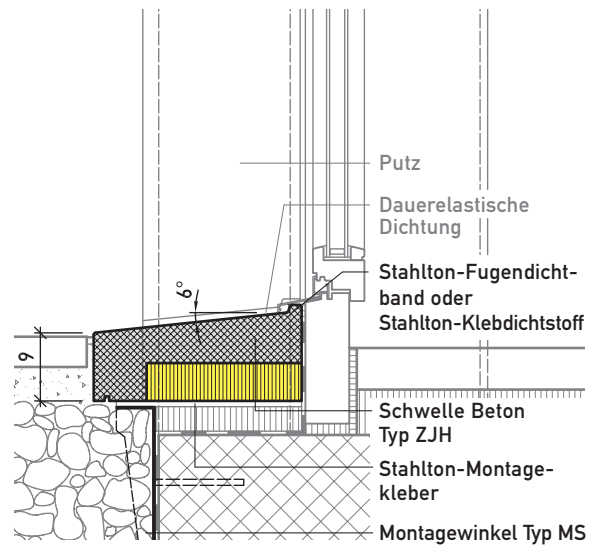 Putz
Dauerelastische
Dichtung
6°
Stahlton-Fugendicht-
band oder
Stahlton-Klebdichtstoff
9
Schwelle Beton
Typ ZJH
Stahlton-Montage-
kleber
Montagewinkel Typ MS